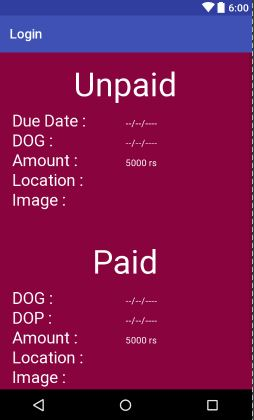 6:00
Login
Unpaid
Due Date : --/--/----
DOG : --/--/----
Amount : 5000 rs
Location :
Image :
Paid
DOG : --/--/----
DOP : --/--/----
Amount : 5000 rs
Location :
Image :